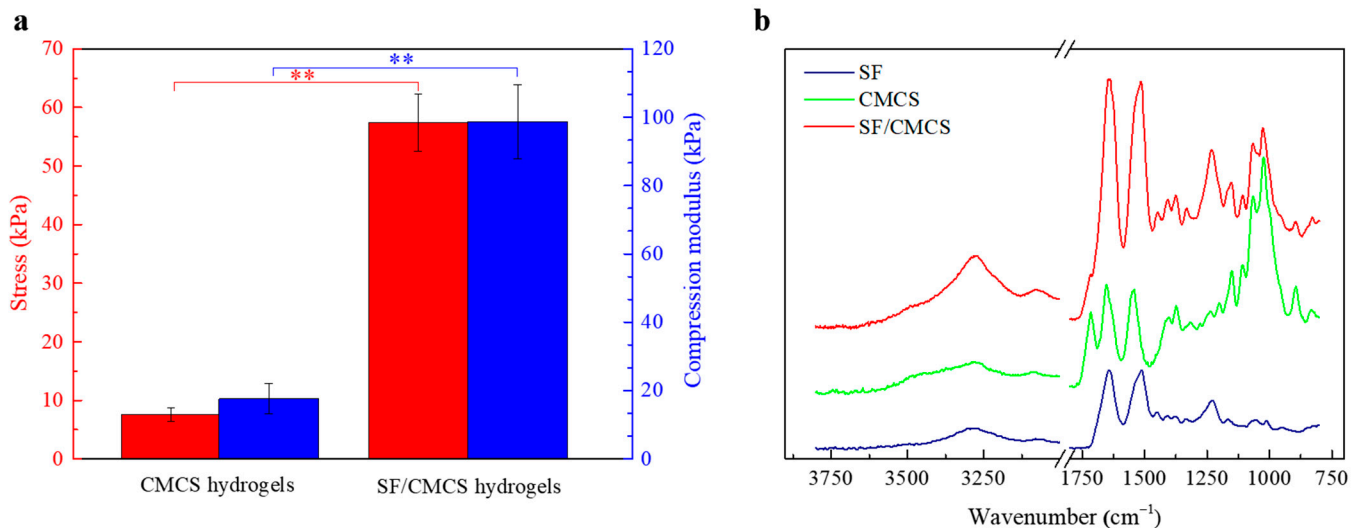 a
70
60
50
40
30
20
10
0
Stress (kPa)
**
**
120
100
80
60
40
20
0
Compression modulus (kPa)
CMCS hydrogels
SF/CMCS hydrogels
b
SF
CMCS
SF/CMCS
3750
3500
3250
1750
1500
1250
1000
750
Wavenumber (cm⁻¹)